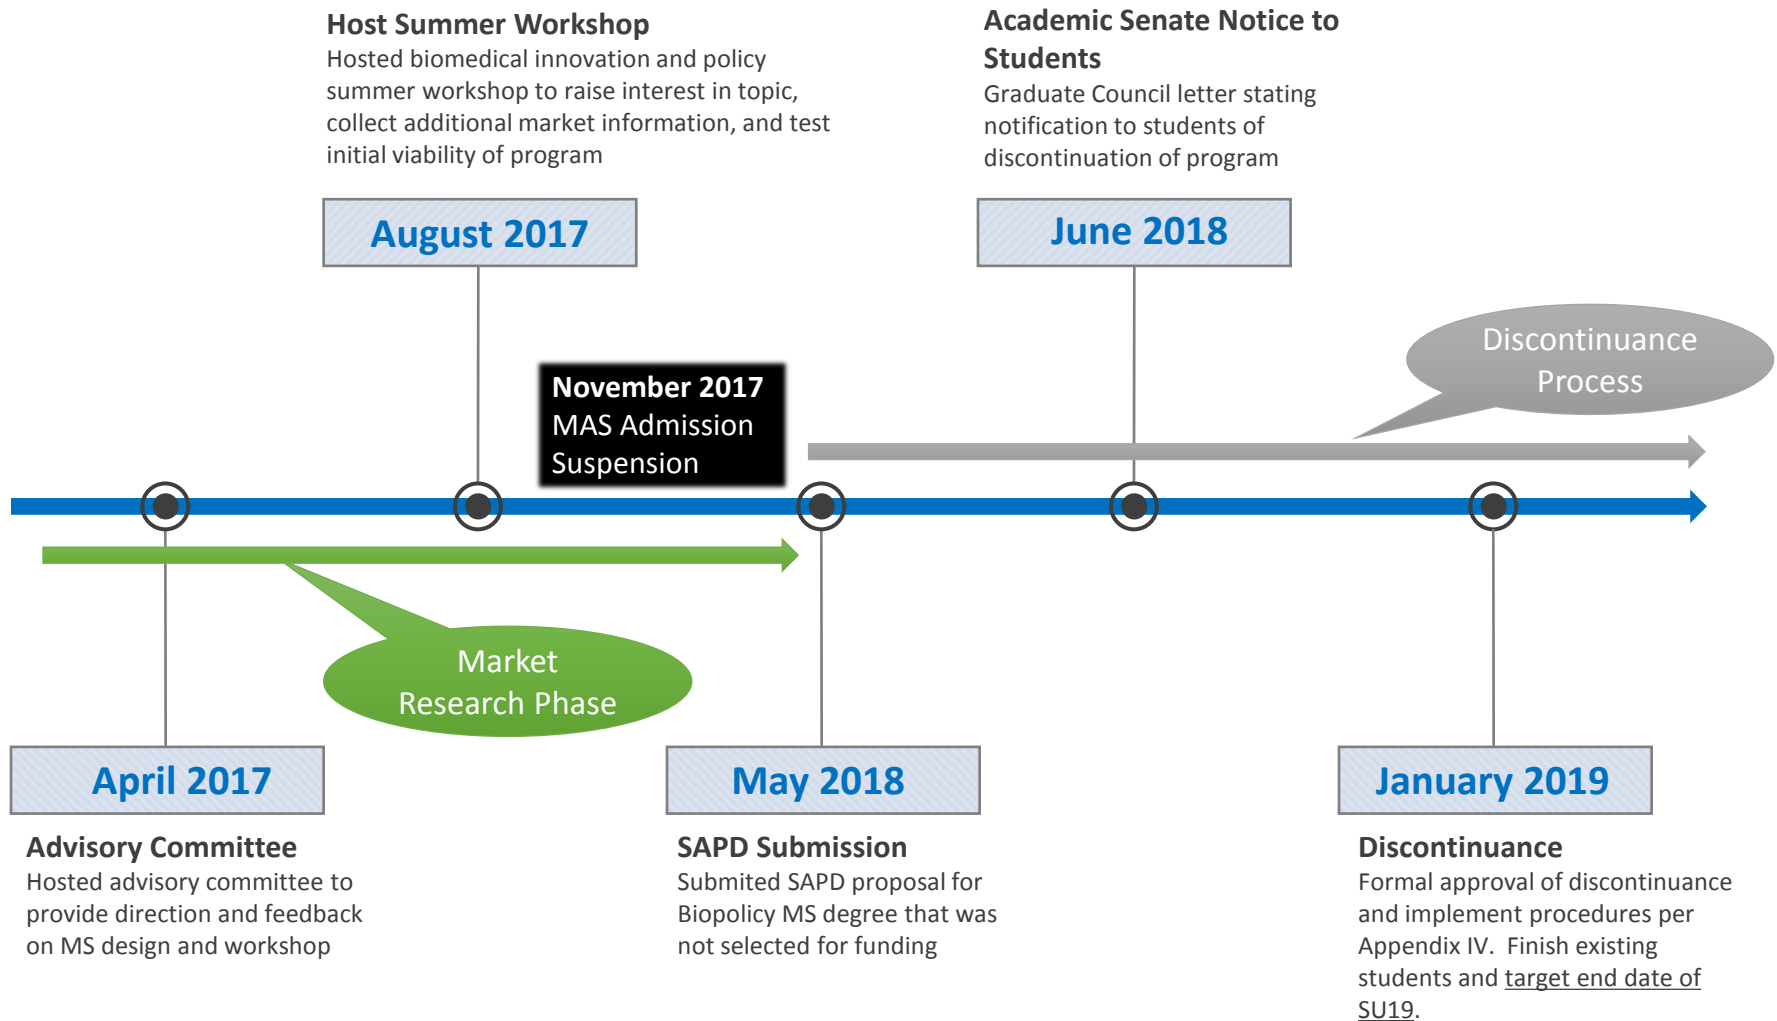 Host Summer Workshop
Hosted biomedical innovation and policy
summer workshop to raise interest in topic,
collect additional market information, and test
initial viability of program
August 2017
Academic Senate Notice to
Students
Graduate Council letter stating
notification to students of
discontinuation of program
June 2018
November 2017
MAS Admission
Suspension
Discontinuance
Process
Market
Research Phase
April 2017
Advisory Committee
Hosted advisory committee to
provide direction and feedback
on MS design and workshop
May 2018
SAPD Submission
Submited SAPD proposal for
Biopolicy MS degree that was
not selected for funding
January 2019
Discontinuance
Formal approval of discontinuance
and implement procedures per
Appendix IV.  Finish existing
students and target end date of
SU19.